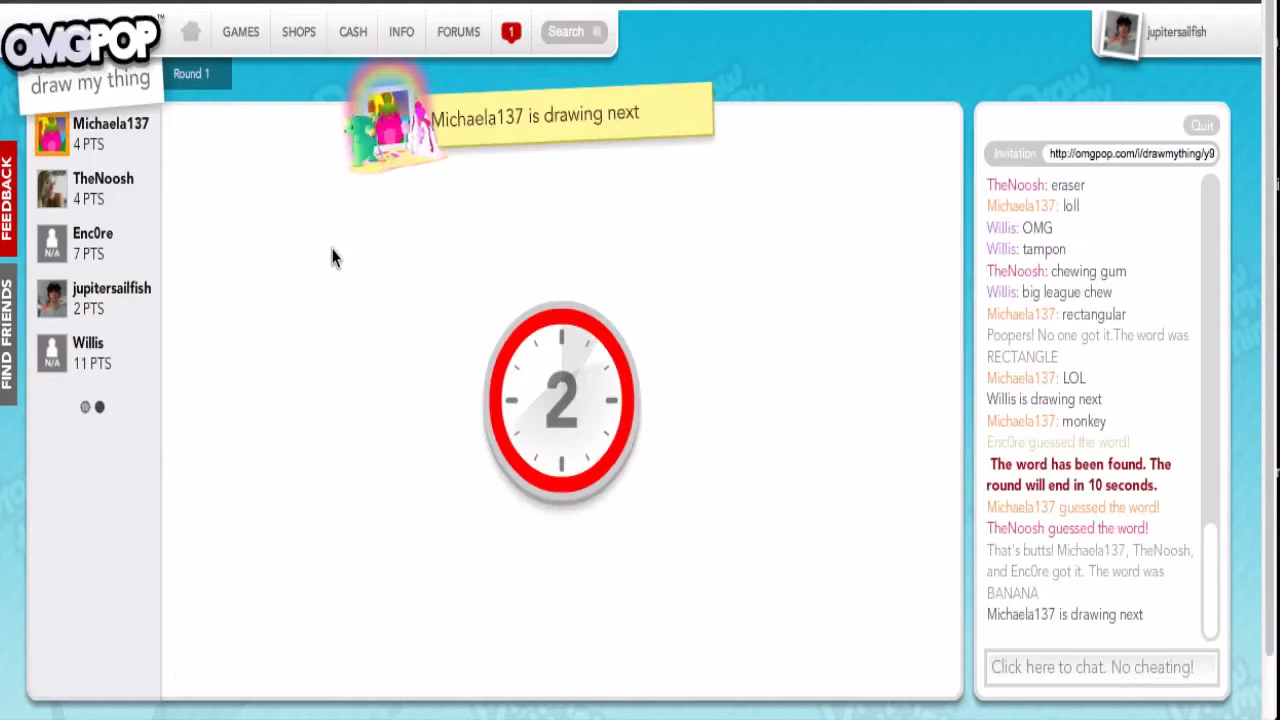 OMGPOP™
draw my thing
GAMES
SHOPS
CASH
INFO
FORUMS
1
Search
jupitersailfish
Round 1
Michaela137 is drawing next
FEEDBACK
FIND FRIENDS
Michaela137
4 PTS
TheNoosh
4 PTS
N/A
Enc0re
7 PTS
jupitersailfish
2 PTS
N/A
Willis
11 PTS
2
Quit
Invitation
http://omgpop.com/i/drawmything/y9
TheNoosh: eraser
Michaela137: loll
Willis: OMG
Willis: tampon
TheNoosh: chewing gum
Willis: big league chew
Michaela137: rectangular
Poopers! No one got it.The word was
RECTANGLE
Michaela137: LOL
Willis is drawing next
Michaela137: monkey
Enc0re guessed the word!
The word has been found. The
round will end in 10 seconds.
Michaela137 guessed the word!
TheNoosh guessed the word!
That's butts! Michaela137, TheNoosh,
and Enc0re got it. The word was
BANANA
Michaela137 is drawing next
Click here to chat. No cheating!